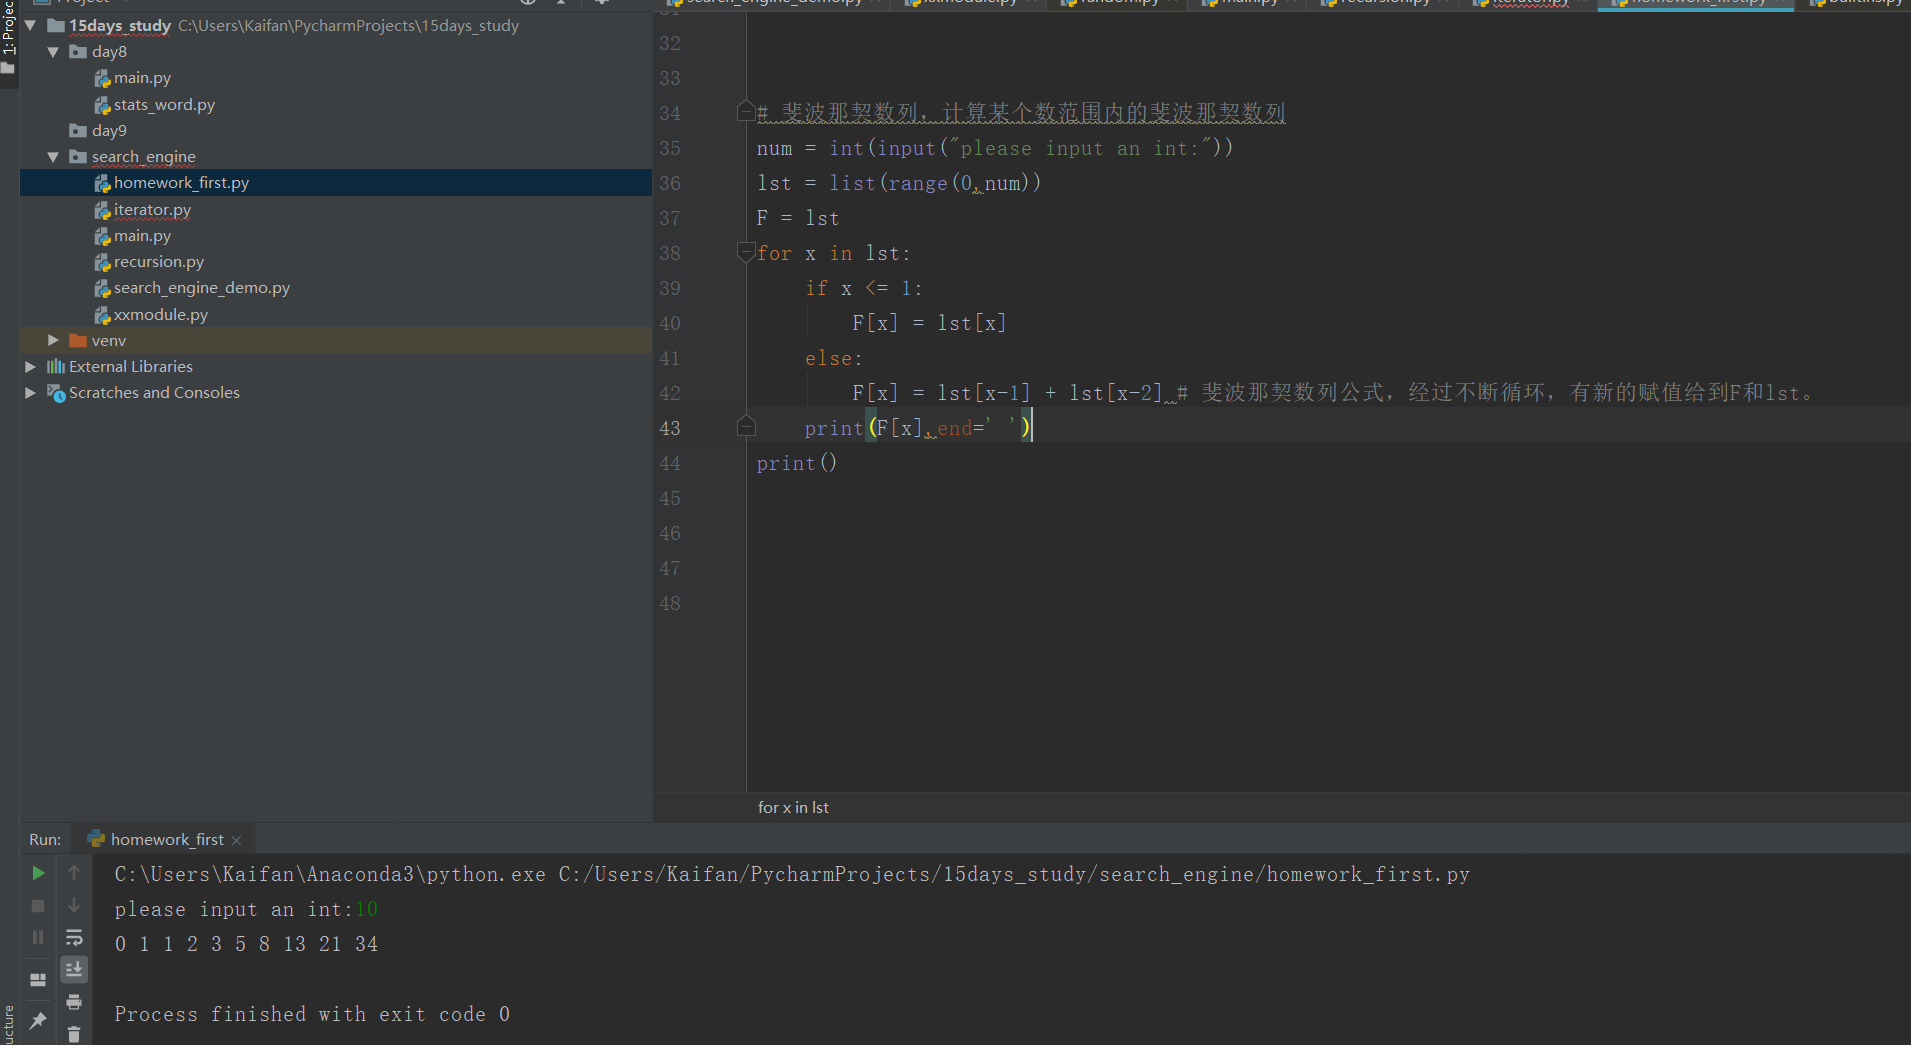 Project
search_engine_demo.py
xxmodule.py
random.py
main.py
recursion.py
iterator.py
homework_first.py
builtins.py
1: Project
15days_study C:\Users\Kaifan\PycharmProjects\15days_study
day8
main.py
stats_word.py
day9
search_engine
homework_first.py
iterator.py
main.py
recursion.py
search_engine_demo.py
xxmodule.py
venv
External Libraries
Scratches and Consoles
31
32
33
34 # 斐波那契数列，计算某个数范围内的斐波那契数列
35 num = int(input("please input an int:"))
36 lst = list(range(0,num))
37 F = lst
38 for x in lst:
39 if x <= 1:
40 F[x] = lst[x]
41 else:
42 F[x] = lst[x-1] + lst[x-2] # 斐波那契数列公式，经过不断循环，有新的赋值给到F和lst。
43 print(F[x],end=' ')
44 print()
45
46
47
48
for x in lst
Run: homework_first
C:\Users\Kaifan\Anaconda3\python.exe C:/Users/Kaifan/PycharmProjects/15days_study/search_engine/homework_first.py
please input an int:10
0 1 1 2 3 5 8 13 21 34
Process finished with exit code 0
ucture